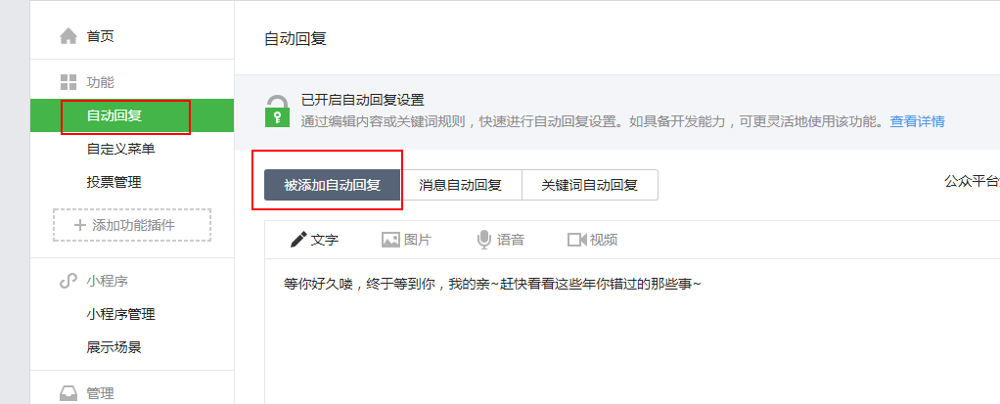 首页
功能
自动回复
自定义菜单
投票管理
添加功能插件
小程序
小程序管理
展示场景
管理
自动回复
已开启自动回复设置
通过编辑内容或关键词规则，快速进行自动回复设置。如具备开发能力，可更灵活地使用该功能。查看详情
被添加自动回复 消息自动回复 关键词自动回复 公众平台
文字 图片 语音 视频
等你好久喽，终于等到你，我的亲~赶快看看这些年你错过的那些事~